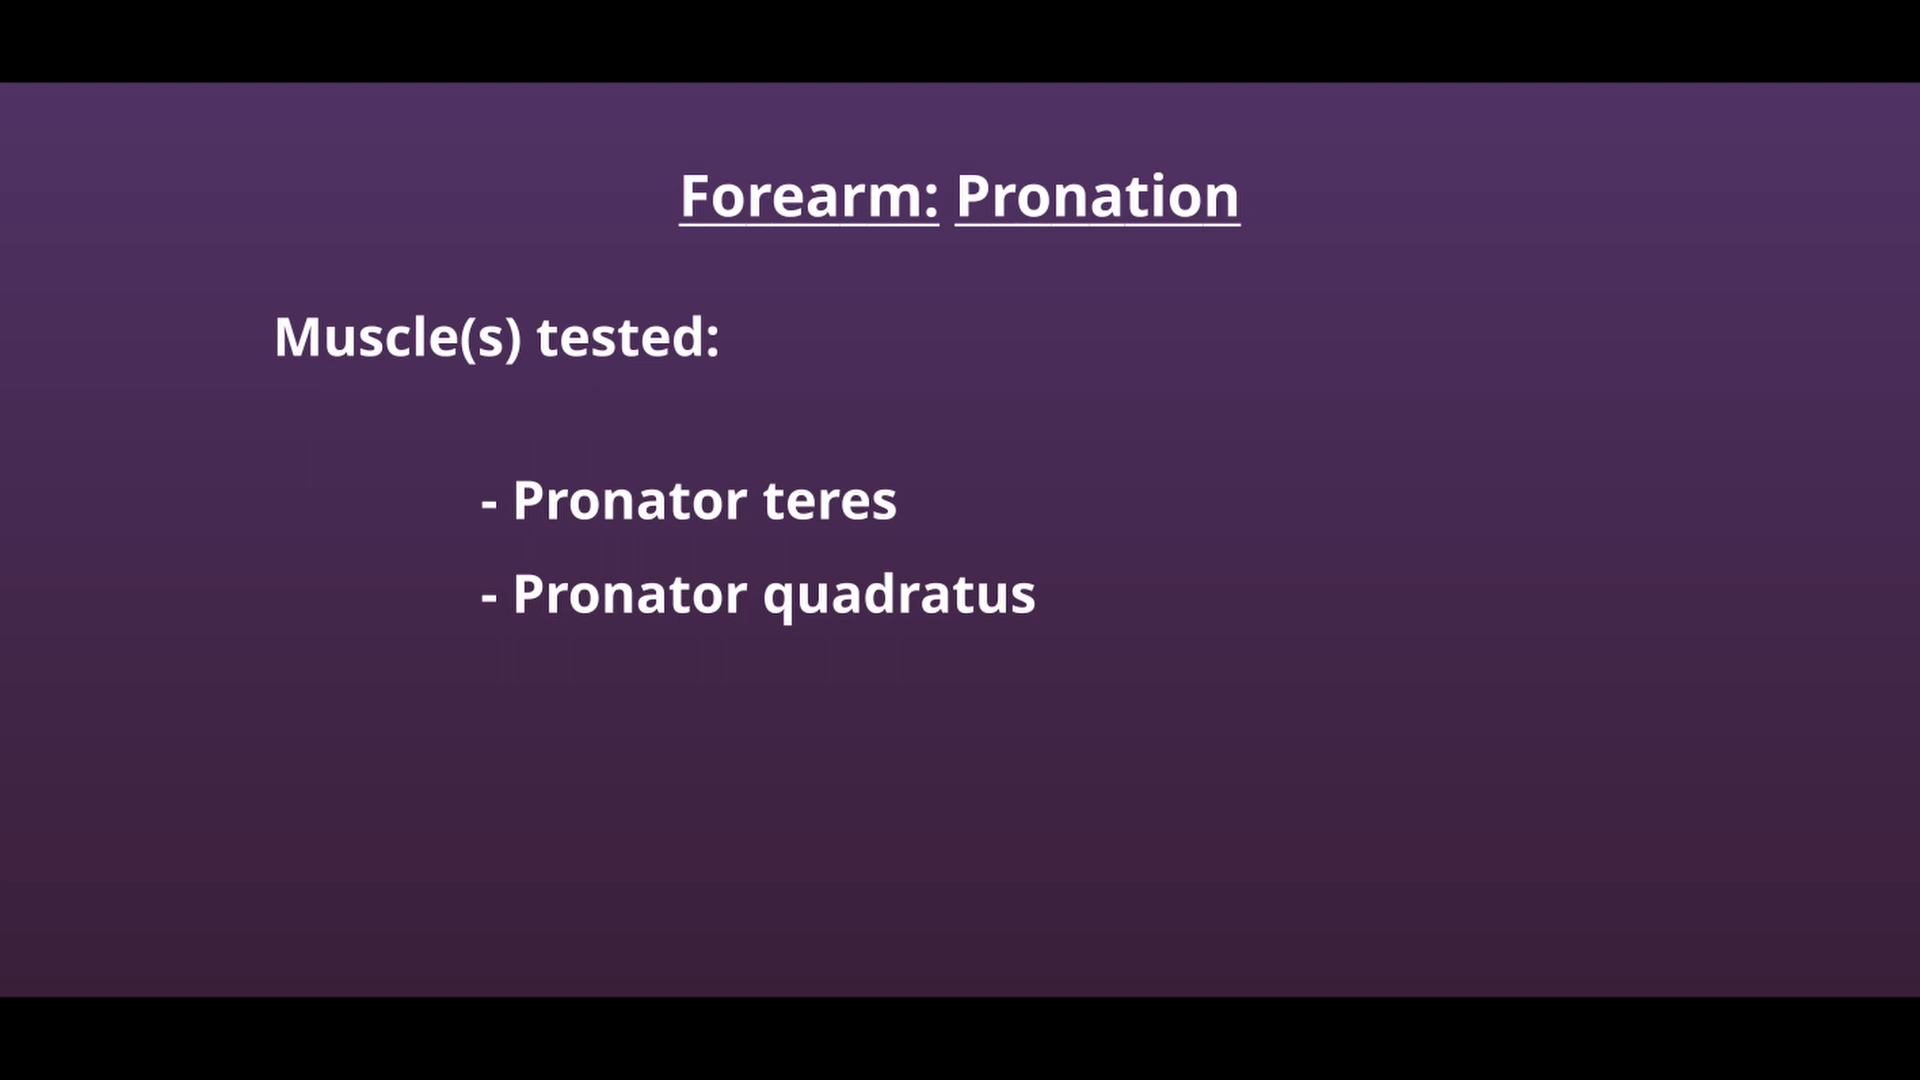 Forearm: Pronation
Muscle(s) tested:
- Pronator teres
- Pronator quadratus